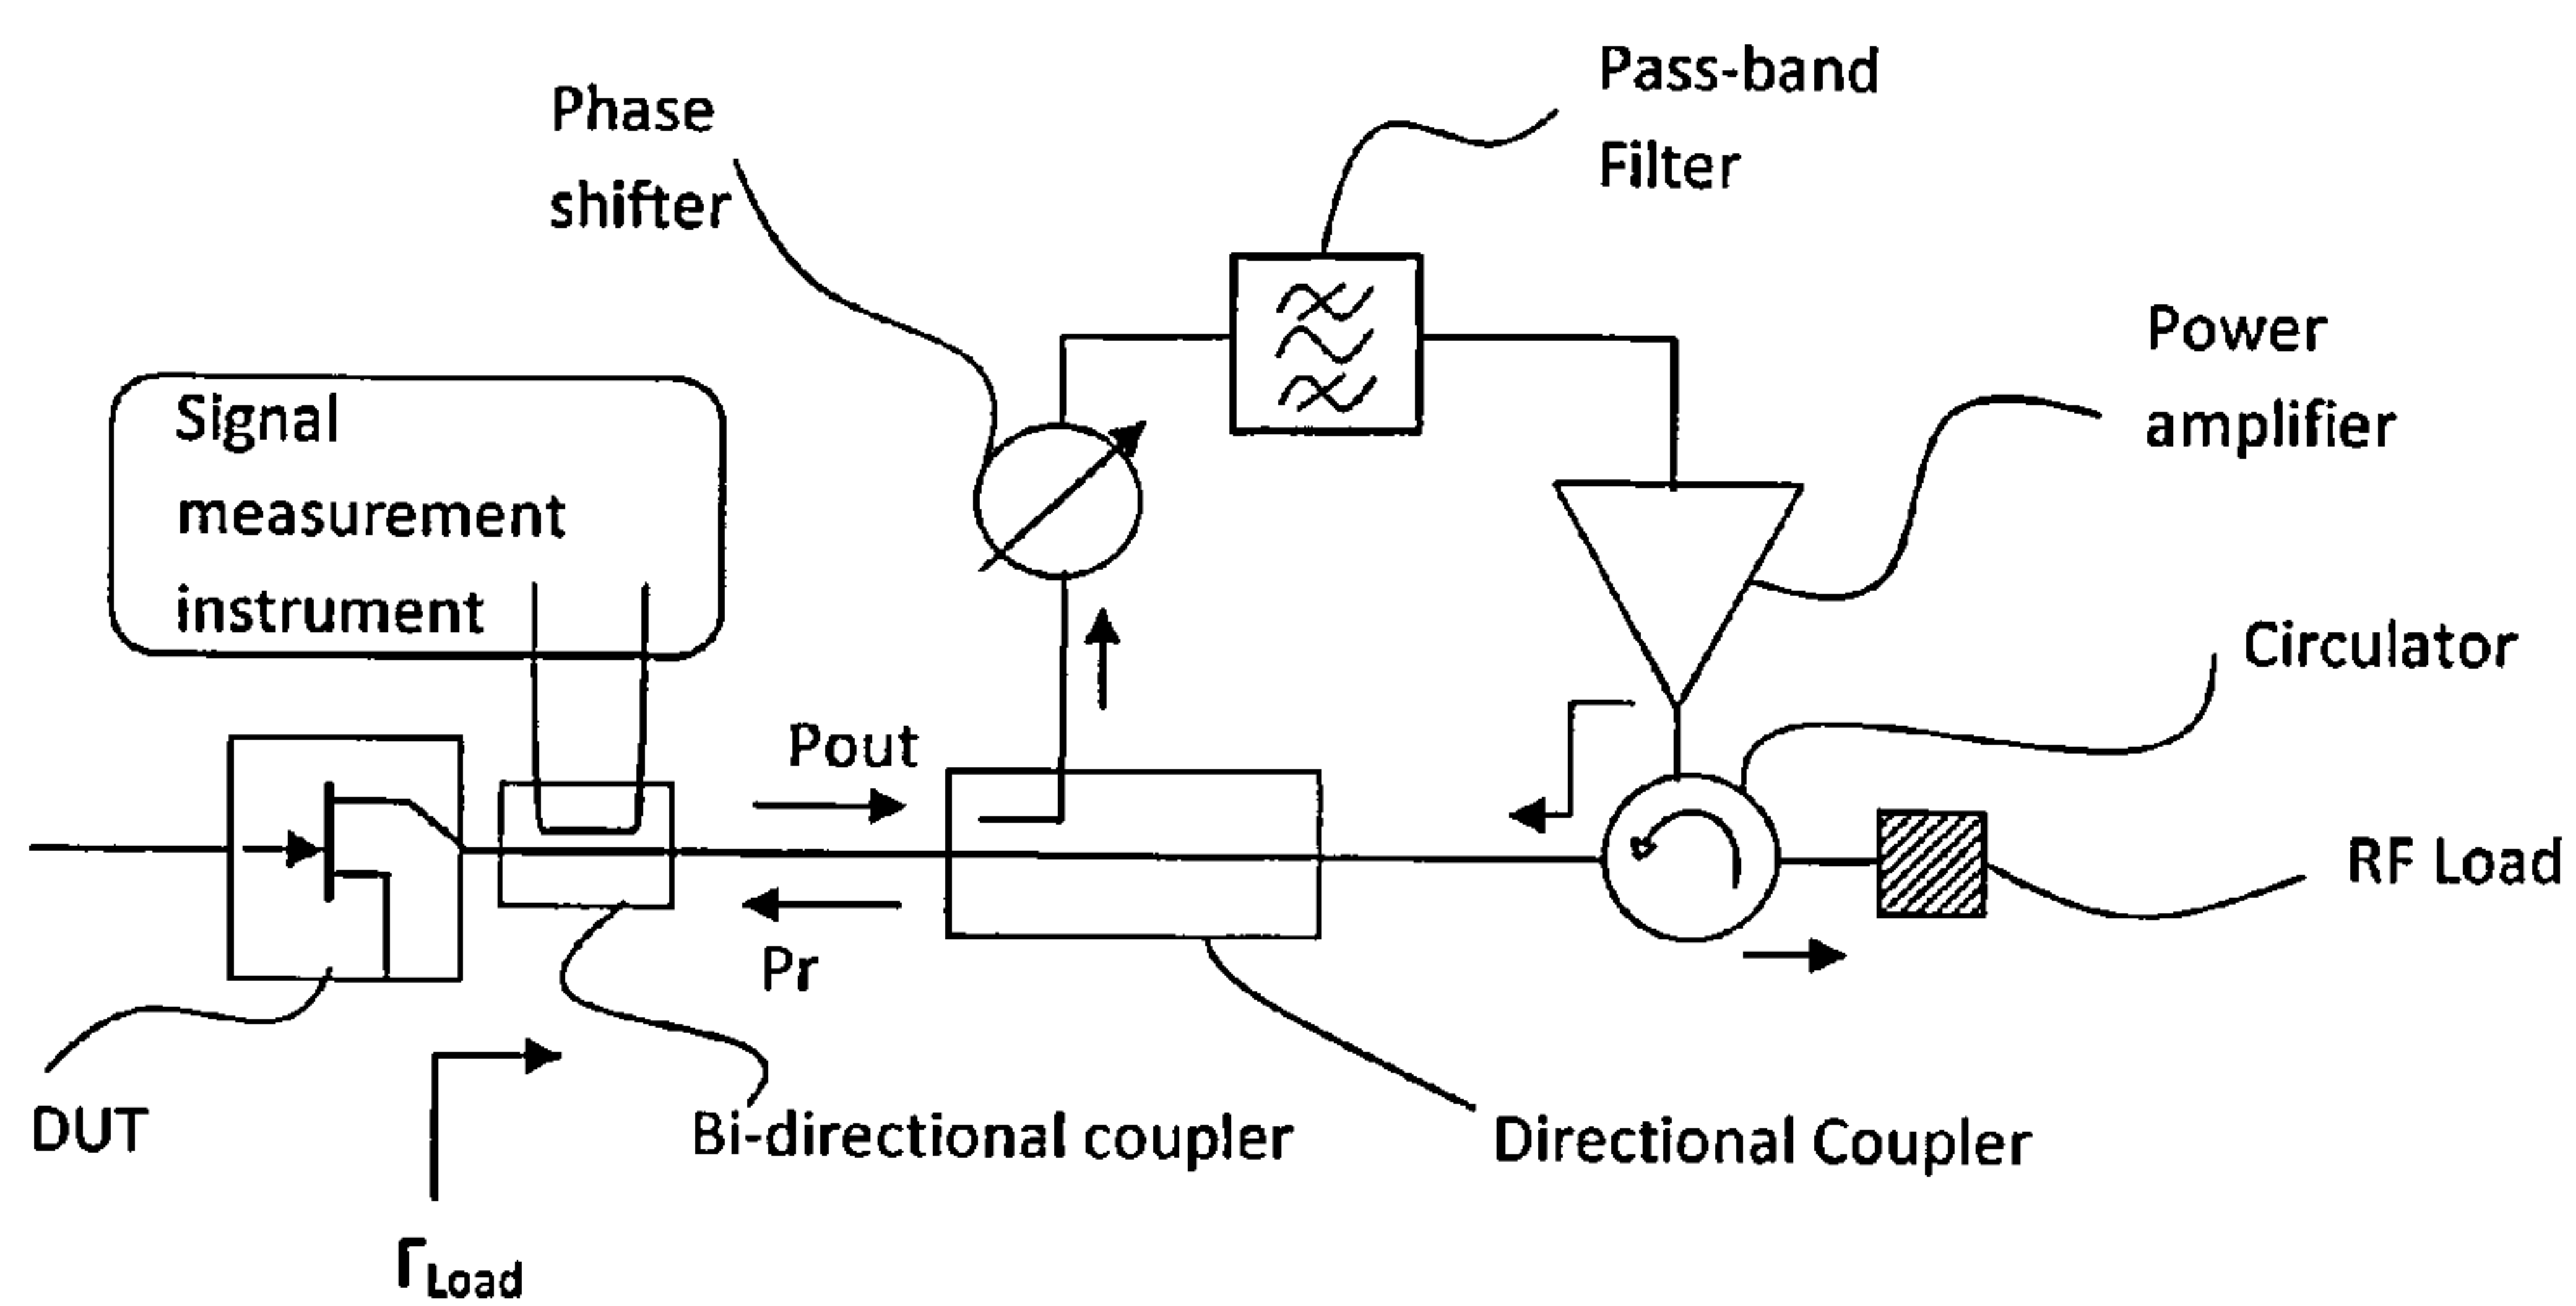 Phase
shifter
Pass-band
Filter
Power
amplifier
Signal
measurement
instrument
Circulator
Pout
RF Load
Pr
DUT
Bi-directional coupler
Directional Coupler
ΓLoad